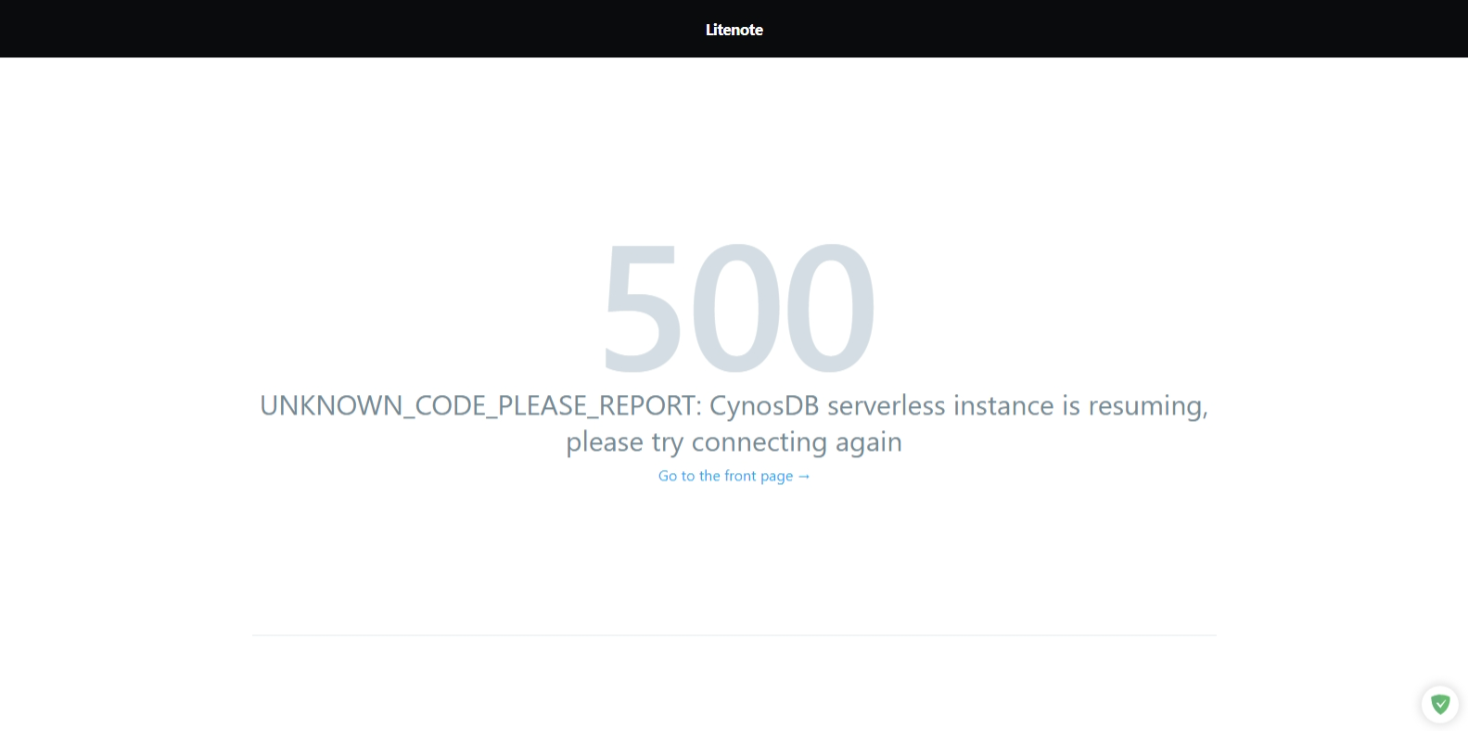 Litenote
500
UNKNOWN_CODE_PLEASE_REPORT: CynosDB serverless instance is resuming,
please try connecting again
Go to the front page →